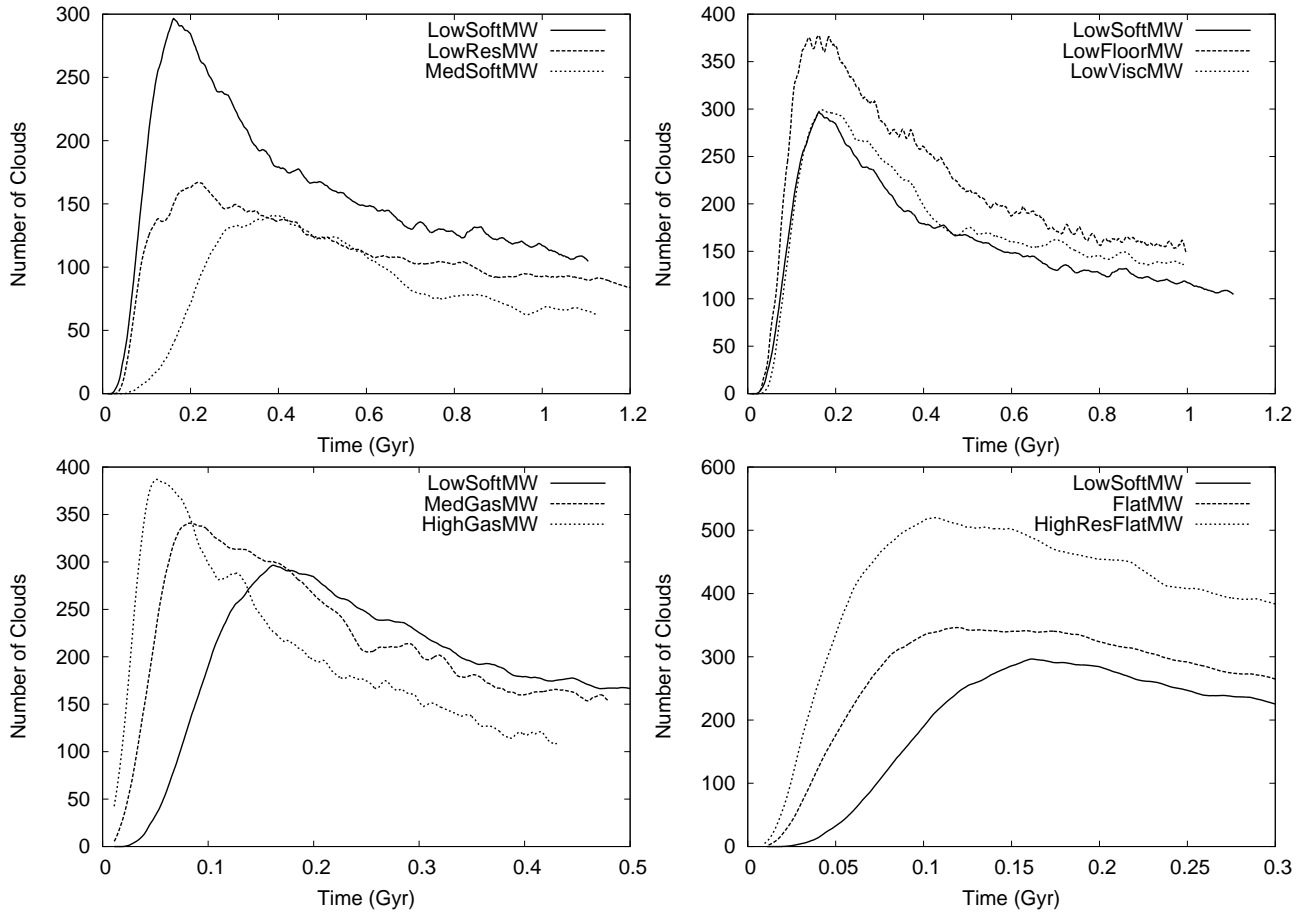 Number of Clouds
300
250
200
150
100
50
0
0 0.2 0.4 0.6 0.8 1 1.2
Time (Gyr)
LowSoftMW
LowResMW
MedSoftMW
Number of Clouds
400
350
300
250
200
150
100
50
0
0 0.2 0.4 0.6 0.8 1 1.2
Time (Gyr)
LowSoftMW
LowFloorMW
LowViscMW
Number of Clouds
400
350
300
250
200
150
100
50
0
0 0.1 0.2 0.3 0.4 0.5
Time (Gyr)
LowSoftMW
MedGasMW
HighGasMW
Number of Clouds
600
500
400
300
200
100
0
0 0.05 0.1 0.15 0.2 0.25 0.3
Time (Gyr)
LowSoftMW
FlatMW
HighResFlatMW